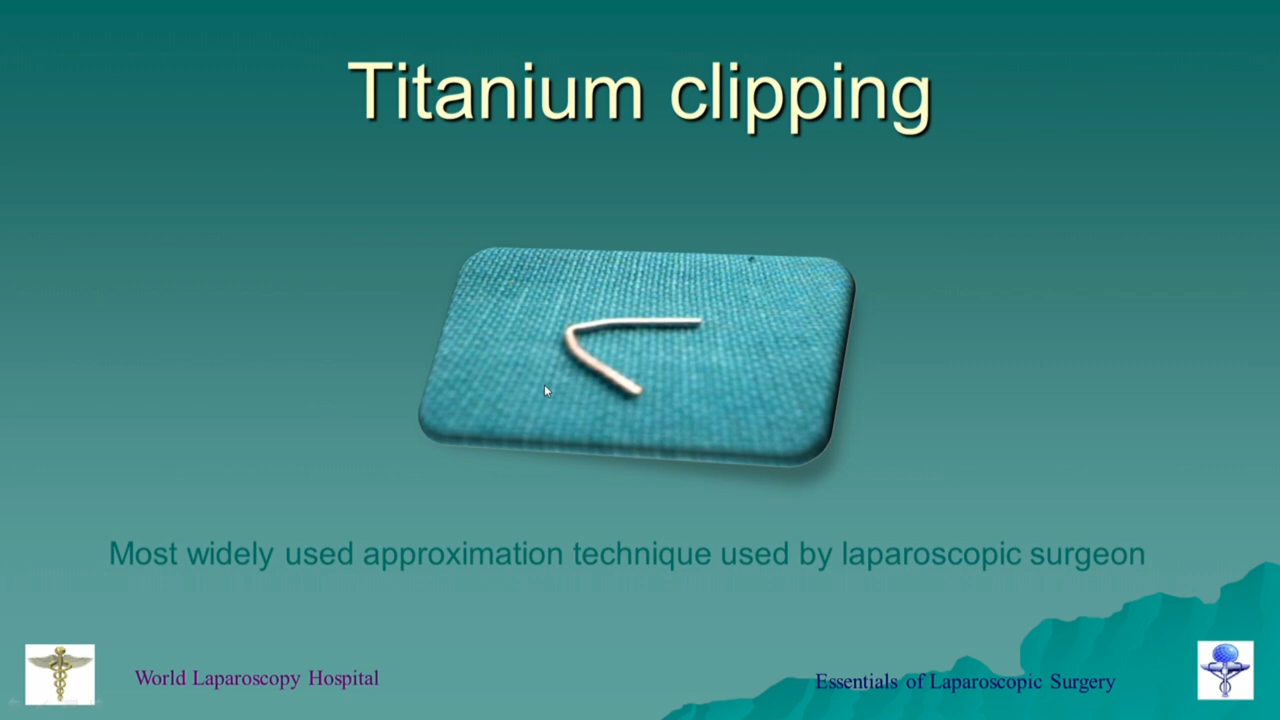 Titanium clipping
Most widely used approximation technique used by laparoscopic surgeon
World Laparoscopy Hospital
Essentials of Laparoscopic Surgery